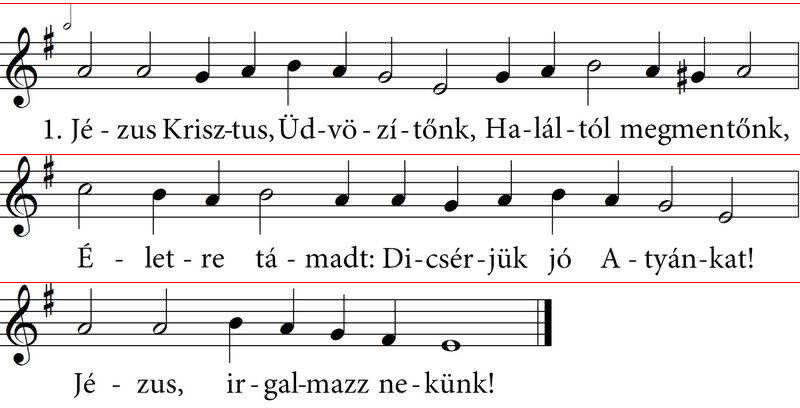 1. Jé - zus Krisz-tus, Üd-vö-zí-tőnk, Ha-lál-tól megmentőnk,
É - let - re tá - madt: Di-csér-jük jó A - tyán-kat!
Jé - zus, ir-gal-mazz ne-künk!